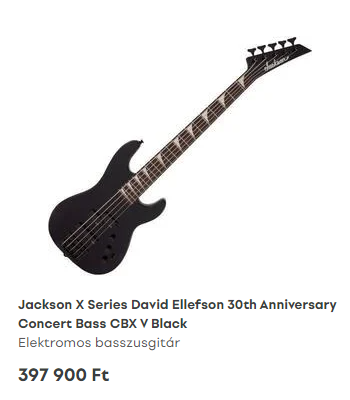 Jackson
Jackson X Series David Ellefson 30th Anniversary
Concert Bass CBX V Black
Elektromos basszusgitár
397 900 Ft